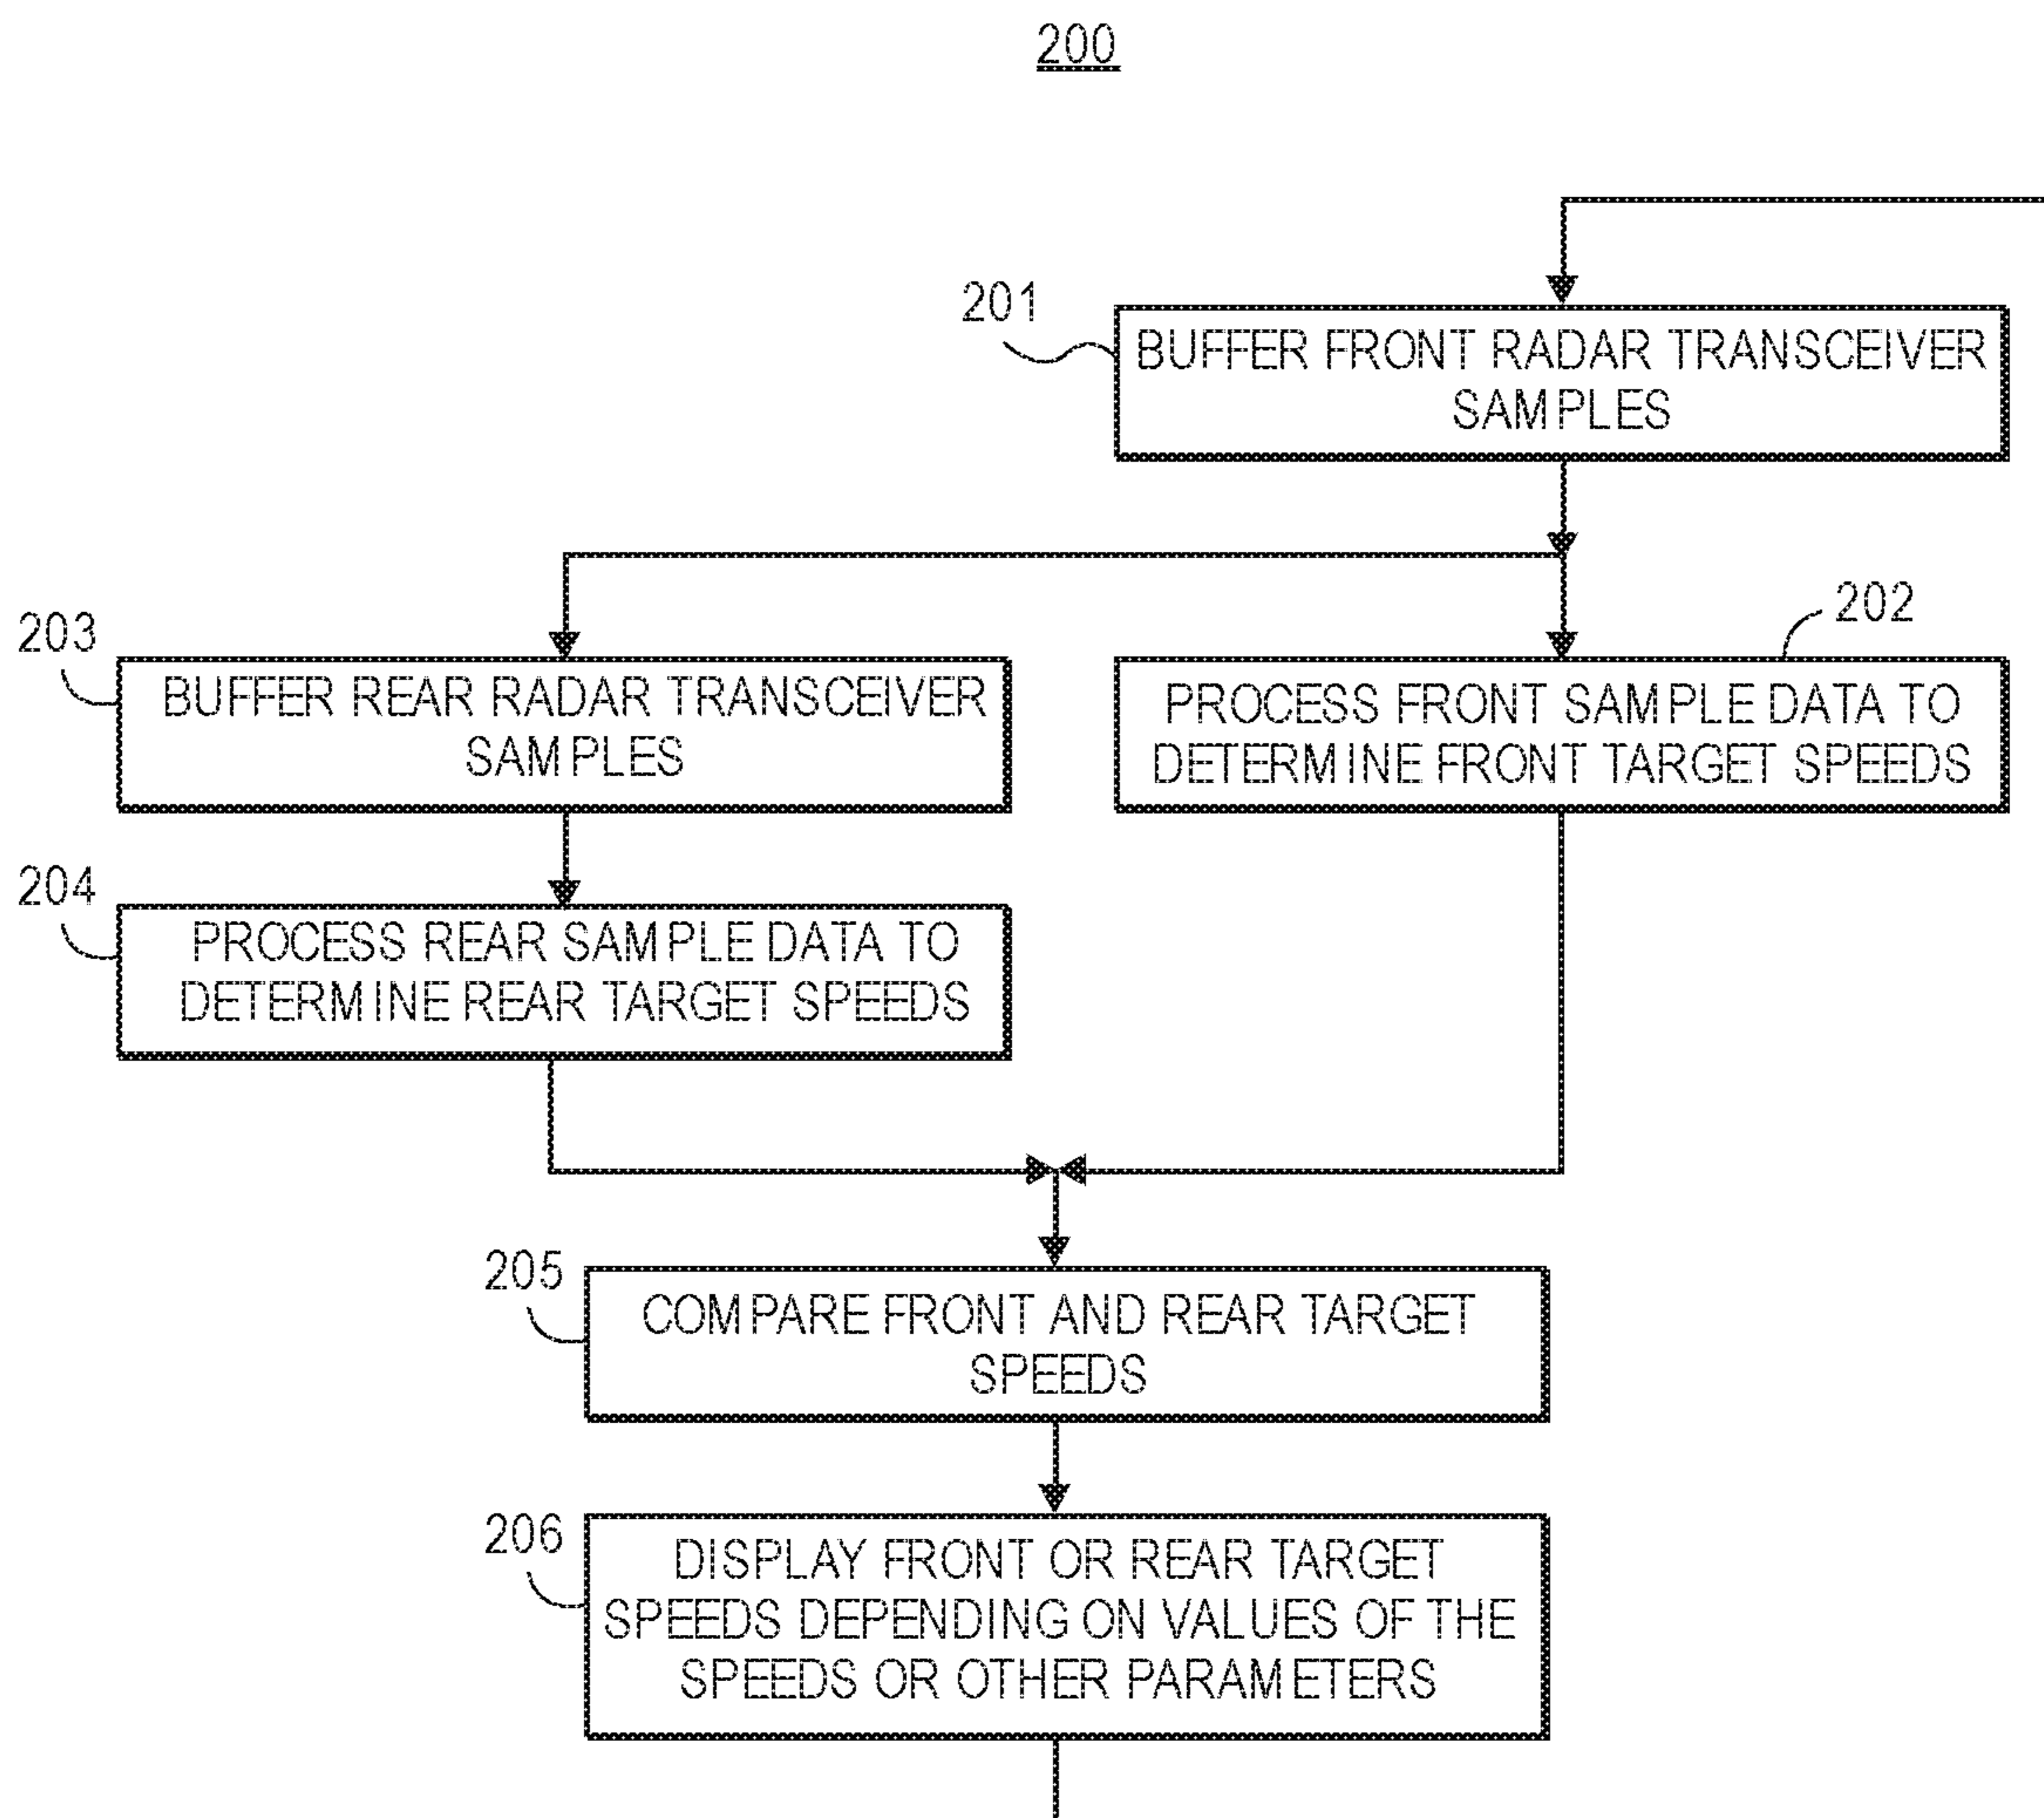 200
201
BUFFER FRONT RADAR TRANSCEIVER
SAMPLES
202
203
BUFFER REAR RADAR TRANSCEIVER
SAMPLES
PROCESS FRONT SAMPLE DATA TO
DETERMINE FRONT TARGET SPEEDS
204
PROCESS REAR SAMPLE DATA TO
DETERMINE REAR TARGET SPEEDS
205
COMPARE FRONT AND REAR TARGET
SPEEDS
206
DISPLAY FRONT OR REAR TARGET
SPEEDS DEPENDING ON VALUES OF THE
SPEEDS OR OTHER PARAMETERS